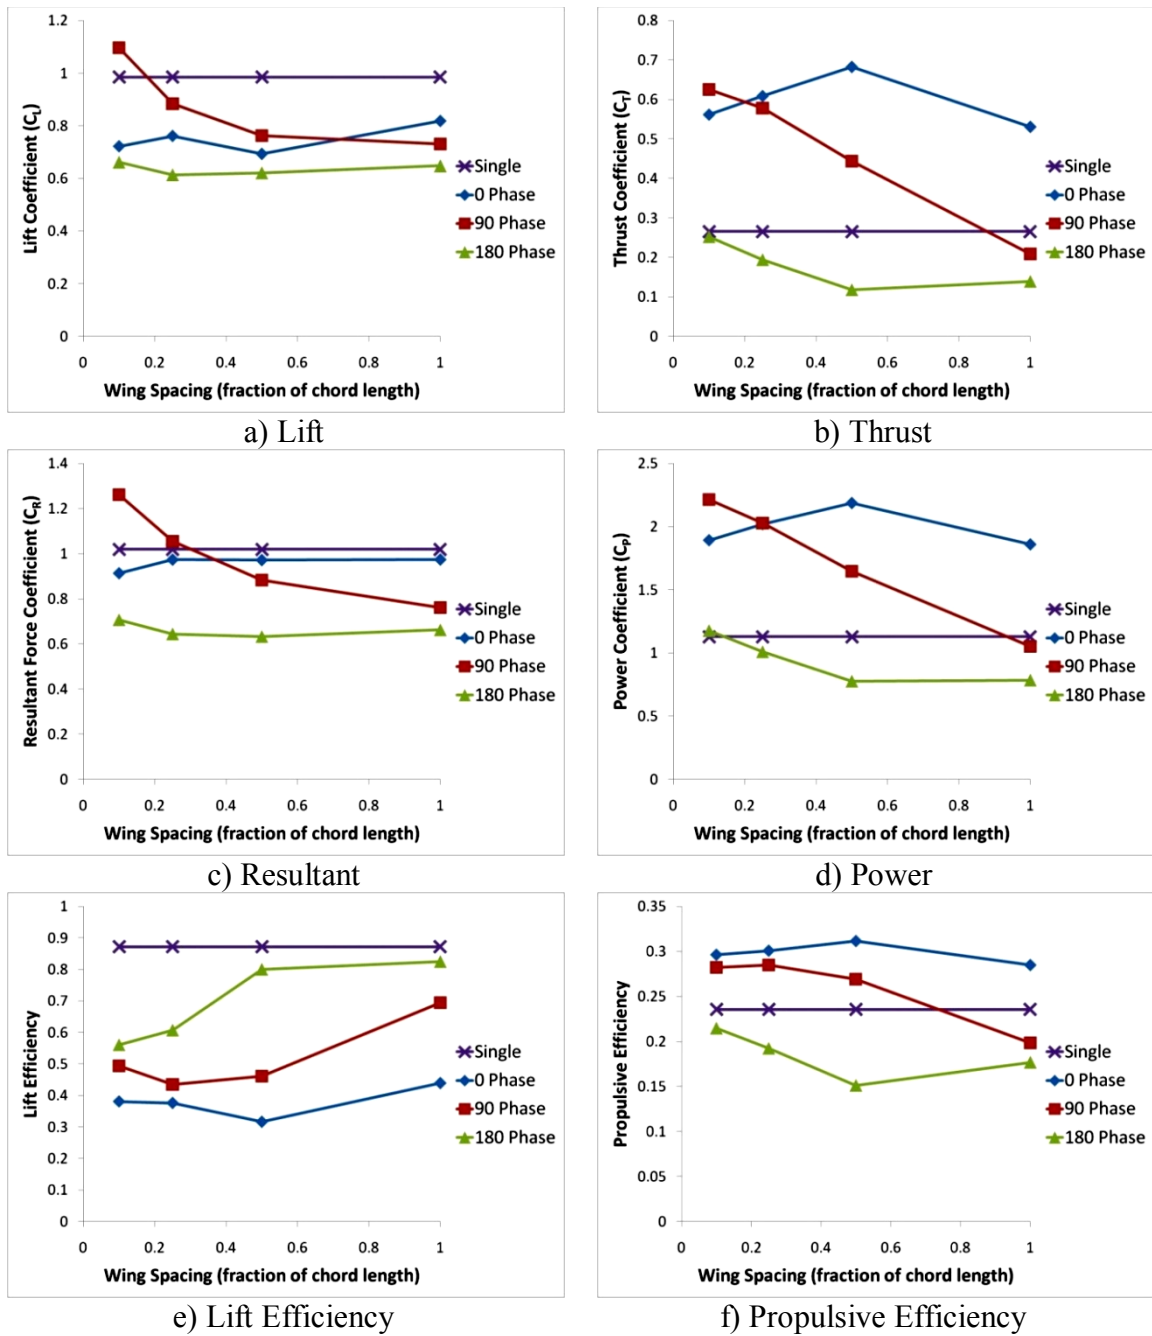 1.2
1
0.8
0.6
0.4
0.2
0
0 0.2 0.4 0.6 0.8 1
Lift Coefficient (CL)
Wing Spacing (fraction of chord length)
Single
0 Phase
90 Phase
180 Phase
a) Lift
0.8
0.7
0.6
0.5
0.4
0.3
0.2
0.1
0
0 0.2 0.4 0.6 0.8 1
Thrust Coefficient (CT)
Wing Spacing (fraction of chord length)
Single
0 Phase
90 Phase
180 Phase
b) Thrust
1.4
1.2
1
0.8
0.6
0.4
0.2
0
0 0.2 0.4 0.6 0.8 1
Resultant Force Coefficient (CR)
Wing Spacing (fraction of chord length)
Single
0 Phase
90 Phase
180 Phase
c) Resultant
2.5
2
1.5
1
0.5
0
0 0.2 0.4 0.6 0.8 1
Power Coefficient (CP)
Wing Spacing (fraction of chord length)
Single
0 Phase
90 Phase
180 Phase
d) Power
1
0.9
0.8
0.7
0.6
0.5
0.4
0.3
0.2
0.1
0
0 0.2 0.4 0.6 0.8 1
Lift Efficiency
Wing Spacing (fraction of chord length)
Single
0 Phase
90 Phase
180 Phase
e) Lift Efficiency
0.35
0.3
0.25
0.2
0.15
0.1
0.05
0
0 0.2 0.4 0.6 0.8 1
Propulsive Efficiency
Wing Spacing (fraction of chord length)
Single
0 Phase
90 Phase
180 Phase
f) Propulsive Efficiency